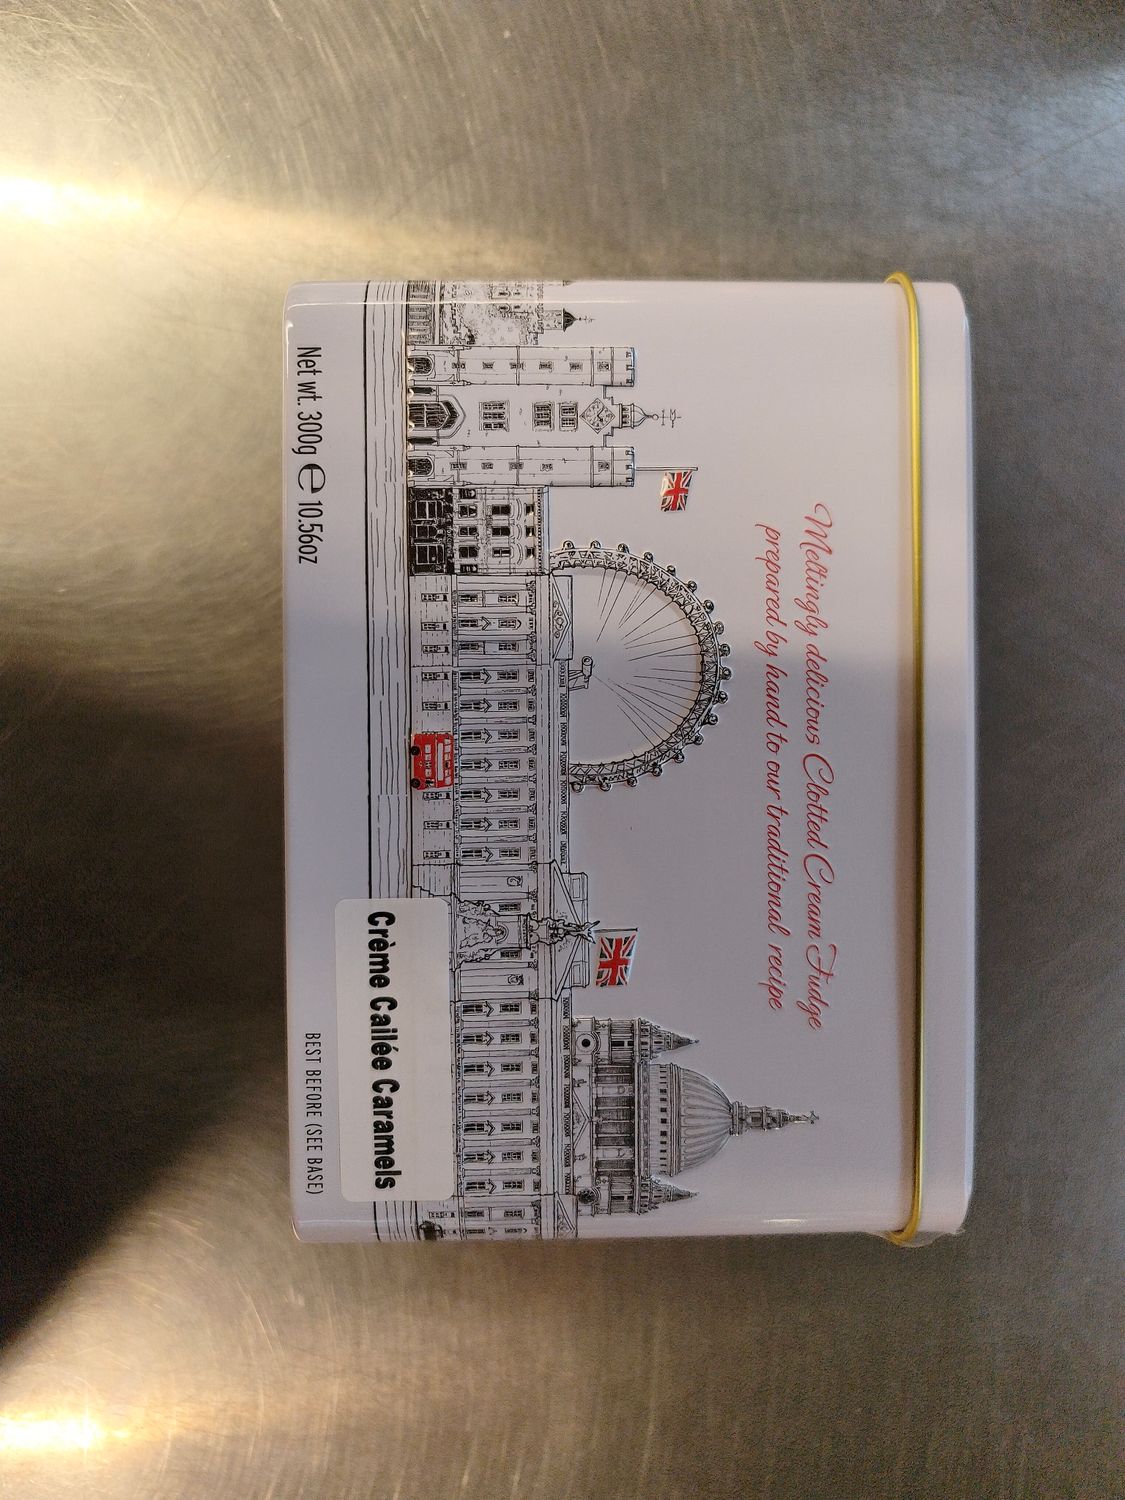 Meltingly delicious Clotted Cream Fudge
prepared by hand to our traditional recipe
Crème Cailée Caramels
Net wt. 300g ℮ 10.56oz
BEST BEFORE (SEE BASE)